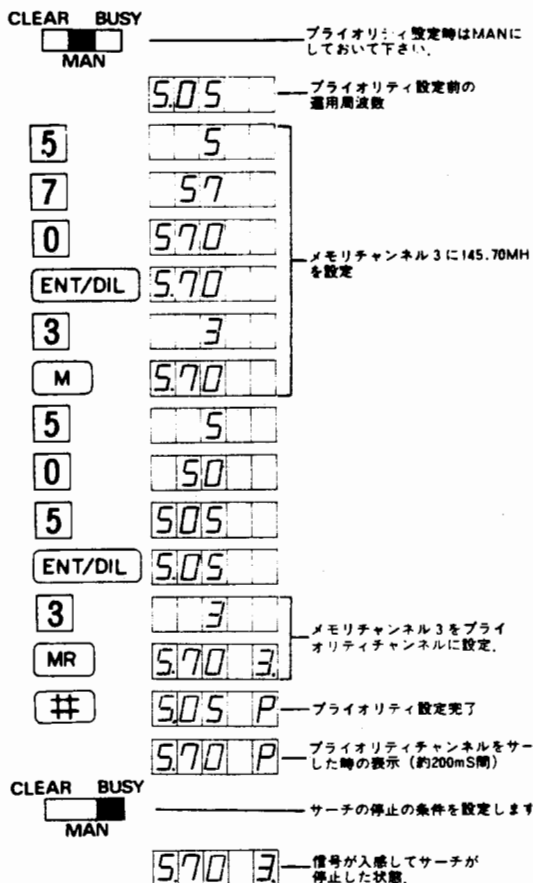 CLEAR BUSY
MAN
プライオリティ設定時はMANに
しておいて下さい.
5.05
プライオリティ設定前の
運用周波数
5
5
7
57
0
570
ENT/DIL
5.70
3
3
M
5.70
メモリチャンネル3に145.70MH
を設定
5
5
0
50
5
505
ENT/DIL
5.05
3
3
MR
5.70 3.
メモリチャンネル3をプライ
オリティチャンネルに設定.
#
5.05 P
プライオリティ設定完了
5.70 P
プライオリティチャンネルをサー
した時の表示 (約200mS間)
CLEAR BUSY
MAN
サーチの停止の条件を設定します
5.70 3.
信号が入感してサーチが
停止した状態.